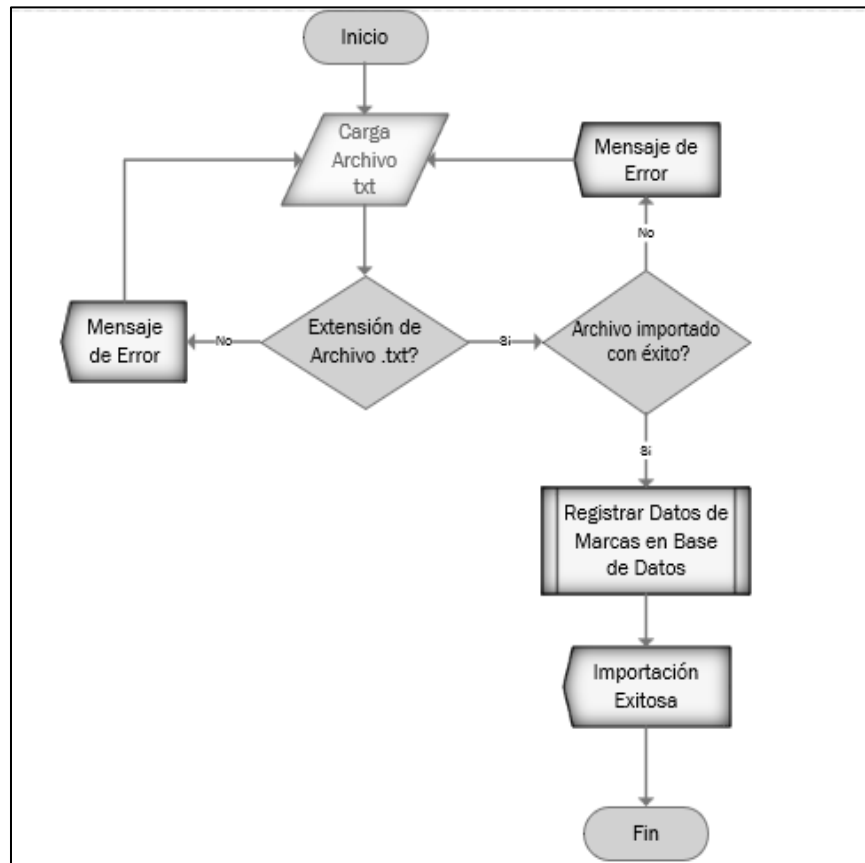 Inicio
Carga
Archivo
txt
Mensaje de
Error
No
Mensaje
de Error
No
Extensión de
Archivo .txt?
Si
Archivo importado
con éxito?
Si
Registrar Datos de
Marcas en Base
de Datos
Importación
Exitosa
Fin